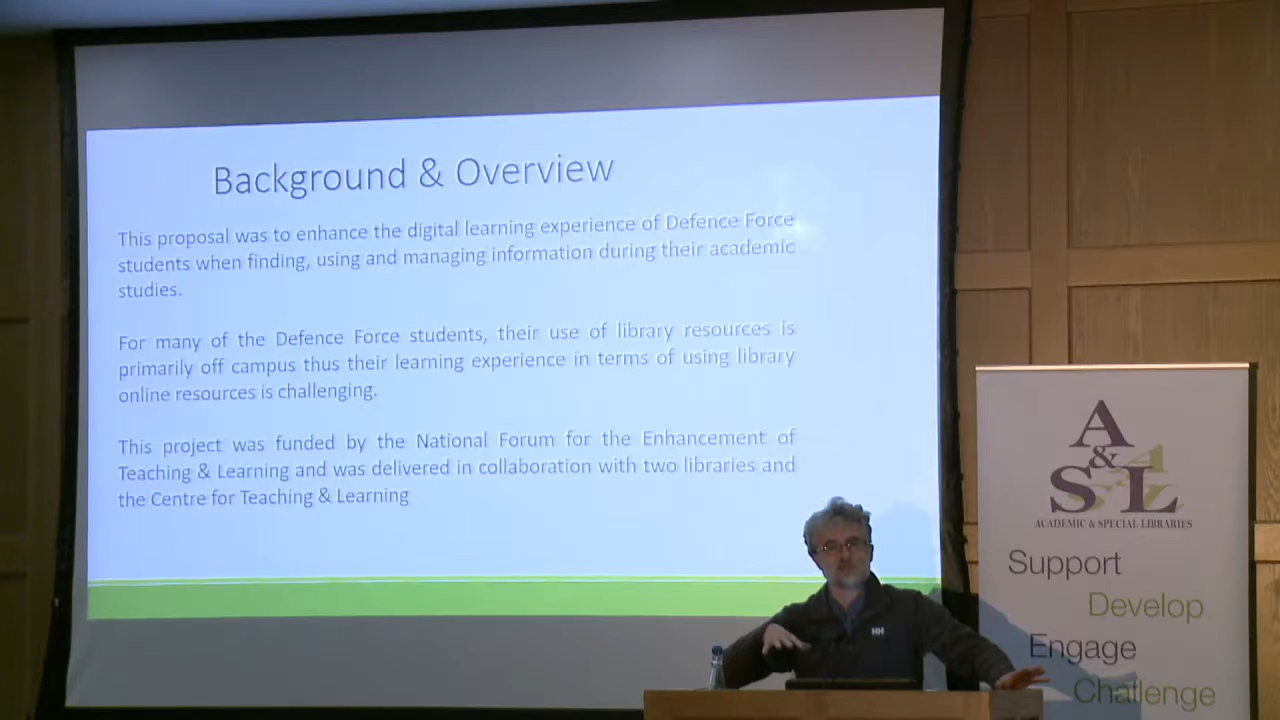 Background & Overview
This proposal was to enhance the digital learning experience of Defence Force
students when finding, using and managing information during their academic
studies.
For many of the Defence Force students, their use of library resources is
primarily off campus thus their learning experience in terms of using library
online resources is challenging.
This project was funded by the National Forum for the Enhancement of
Teaching & Learning and was delivered in collaboration with two libraries and
the Centre for Teaching & Learning
A
&
SL
ACADEMIC & SPECIAL LIBRARIES
Support
Develop
Engage
Challenge
HH